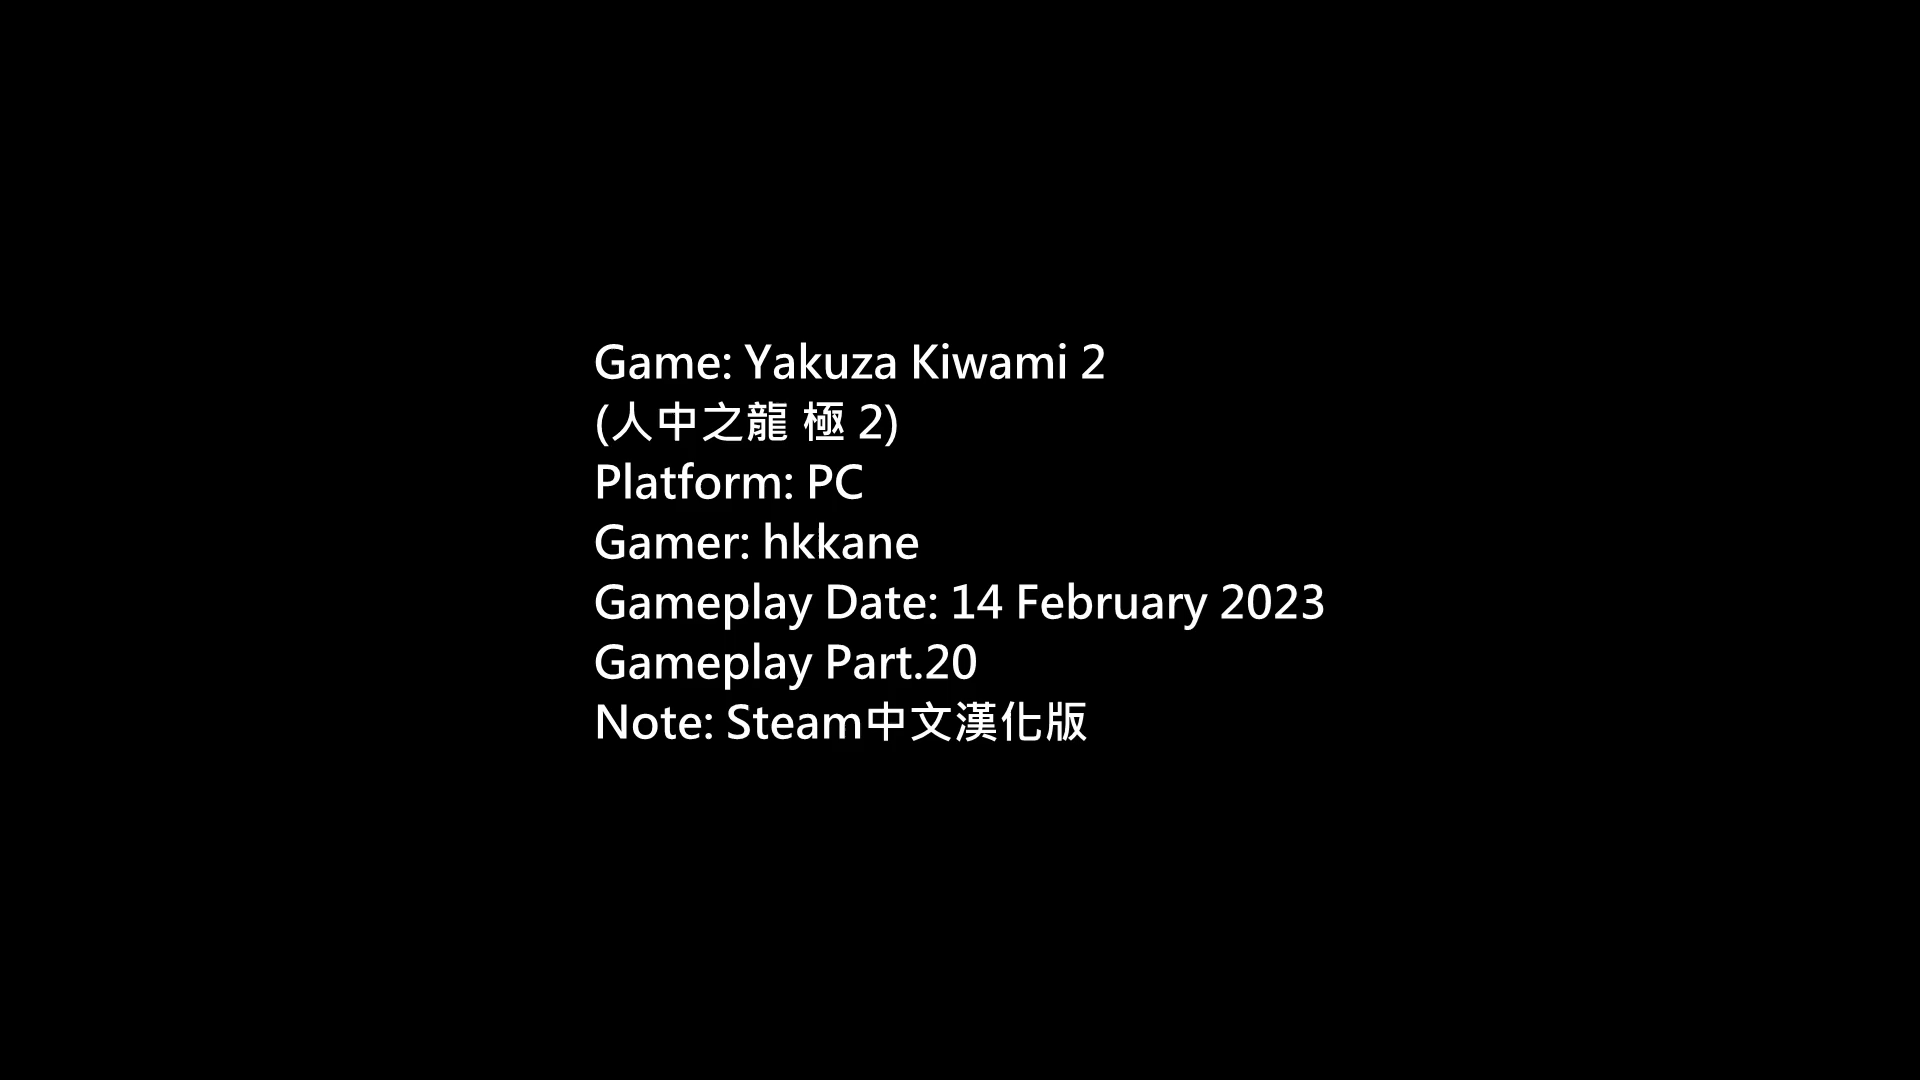 Game: Yakuza Kiwami 2
(人中之龍 極 2)
Platform: PC
Gamer: hkkane
Gameplay Date: 14 February 2023
Gameplay Part.20
Note: Steam中文漢化版